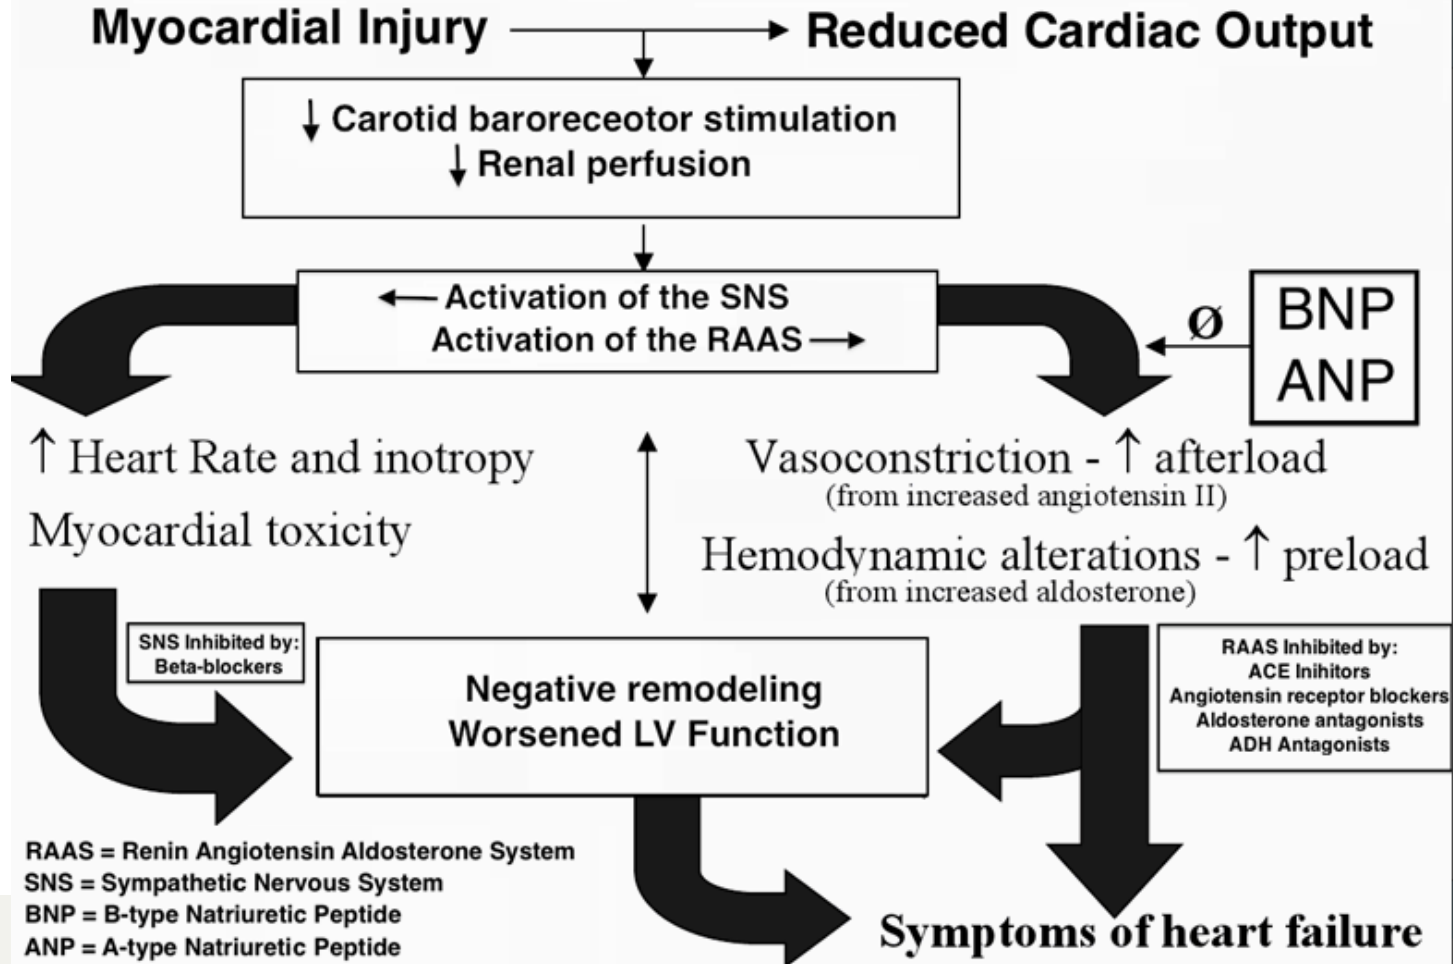 Myocardial Injury → Reduced Cardiac Output
↓ Carotid baroreceotor stimulation
↓ Renal perfusion
← Activation of the SNS
Activation of the RAAS →
Ø
BNP
ANP
↑ Heart Rate and inotropy
Myocardial toxicity
Vasoconstriction - ↑ afterload
(from increased angiotensin II)
Hemodynamic alterations - ↑ preload
(from increased aldosterone)
SNS Inhibited by:
Beta-blockers
Negative remodeling
Worsened LV Function
RAAS Inhibited by:
ACE Inihitors
Angiotensin receptor blockers
Aldosterone antagonists
ADH Antagonists
RAAS = Renin Angiotensin Aldosterone System
SNS = Sympathetic Nervous System
BNP = B-type Natriuretic Peptide
ANP = A-type Natriuretic Peptide
Symptoms of heart failure